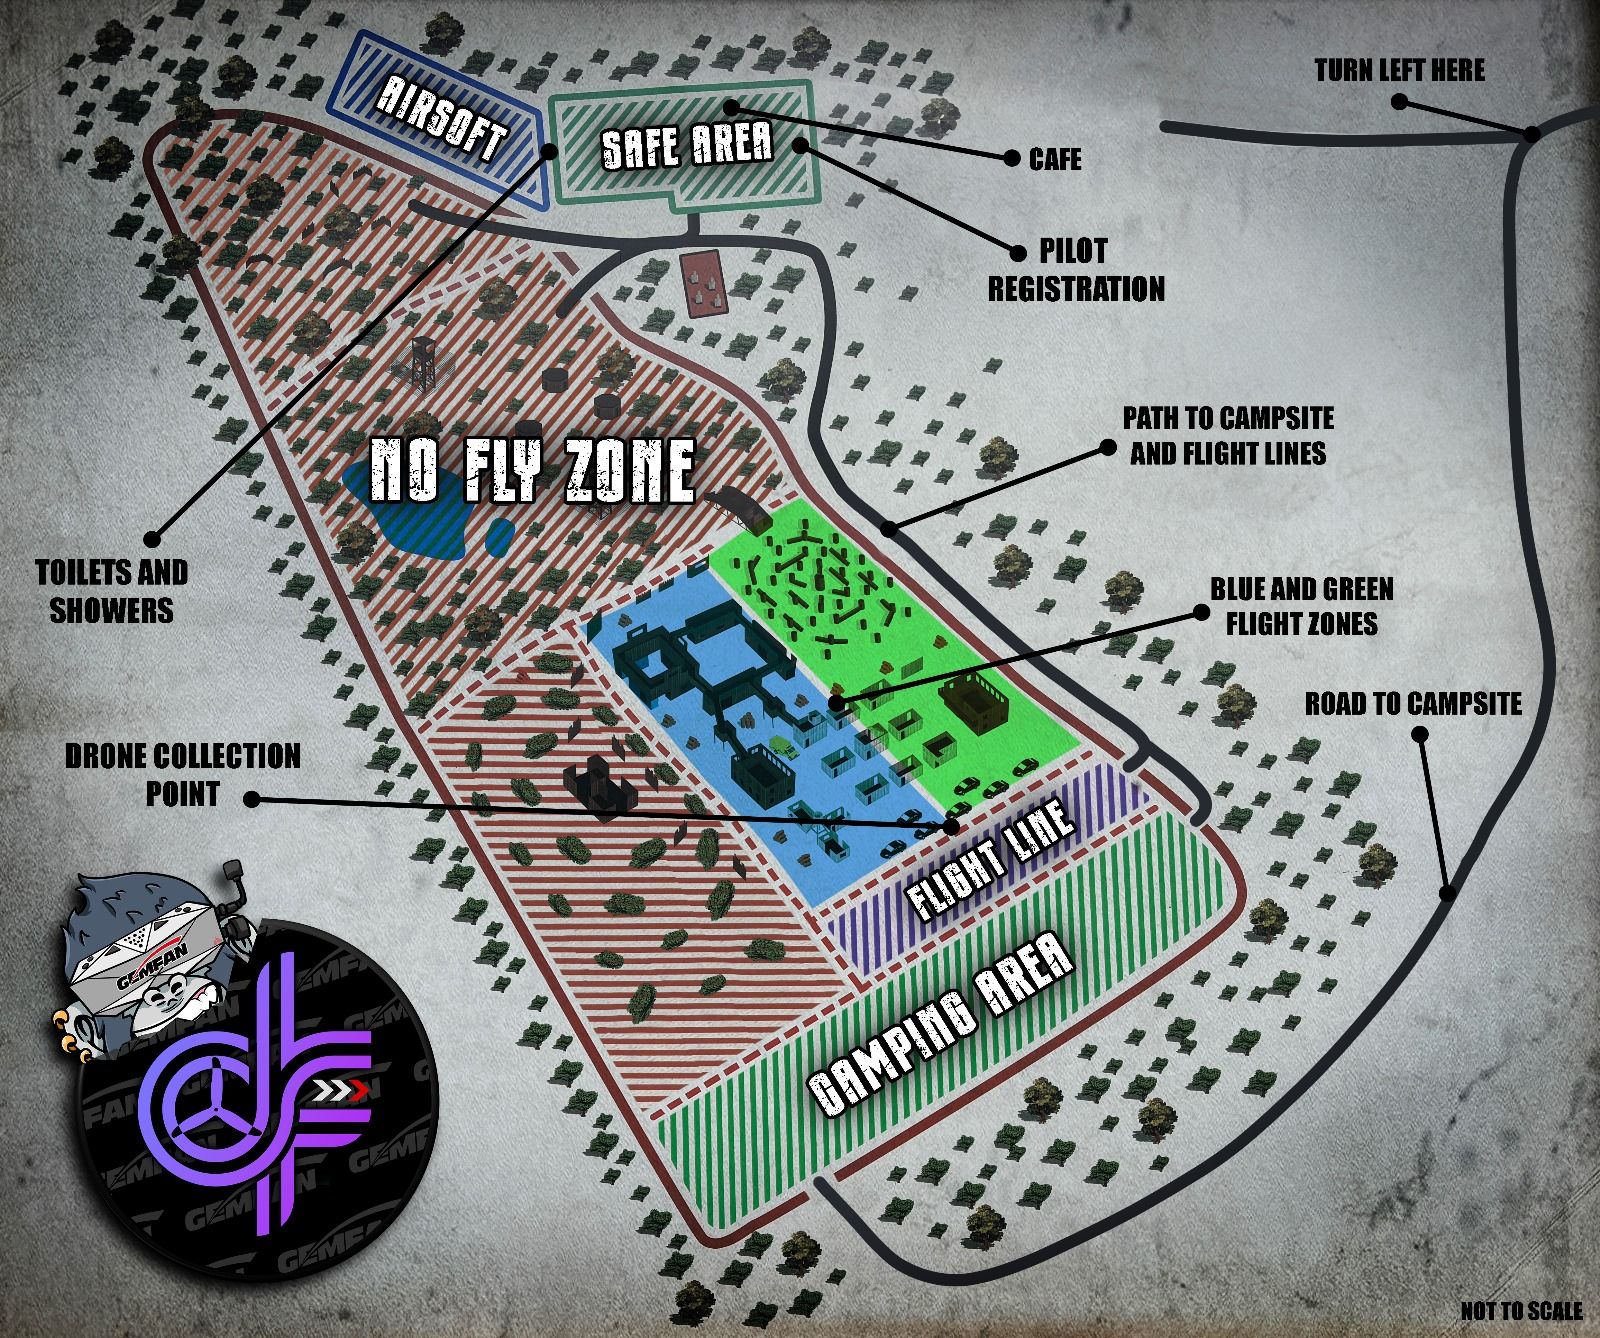 AIRSOFT
SAFE AREA
TURN LEFT HERE
CAFE
PILOT
REGISTRATION
PATH TO CAMPSITE
AND FLIGHT LINES
NO FLY ZONE
TOILETS AND
SHOWERS
BLUE AND GREEN
FLIGHT ZONES
ROAD TO CAMPSITE
DRONE COLLECTION
POINT
FLIGHT LINE
CAMPING AREA
GEMFAN
NOT TO SCALE